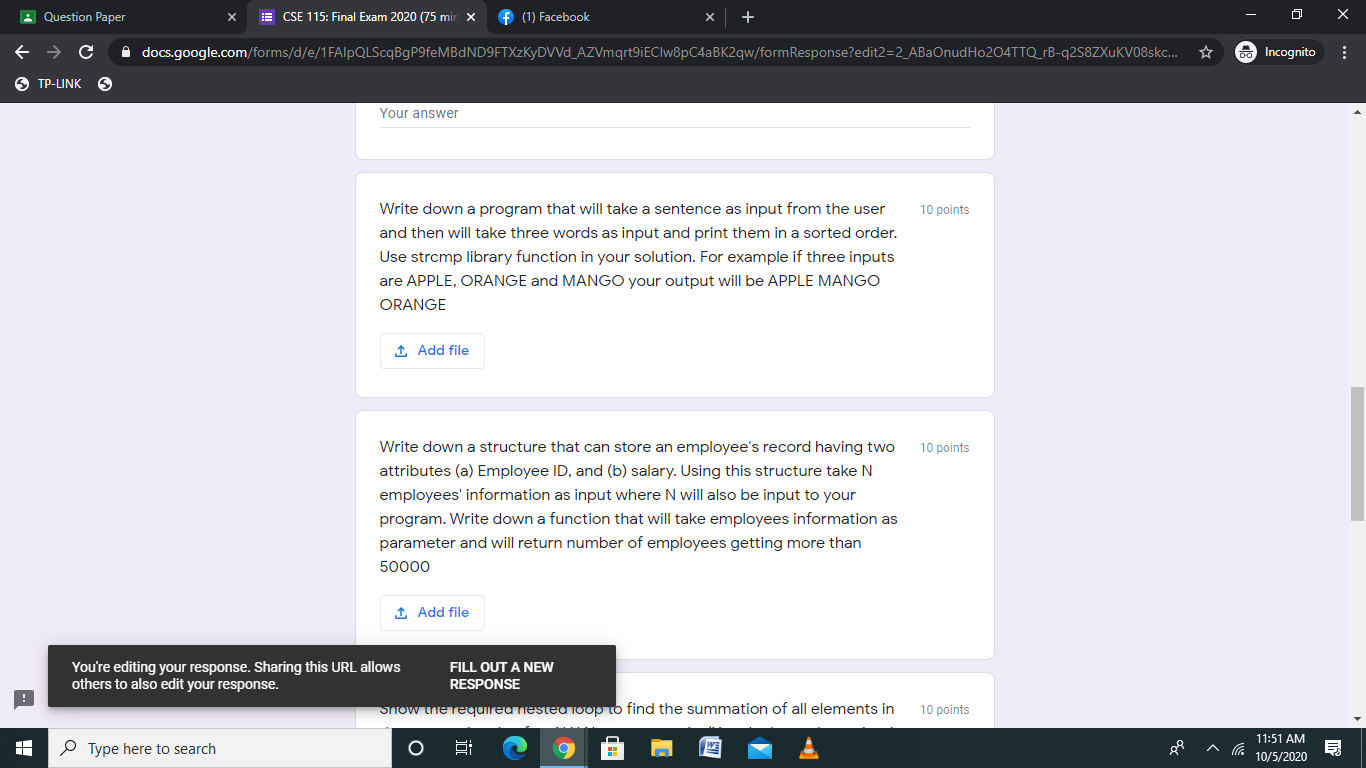 Question Paper
CSE 115: Final Exam 2020 (75 min
(1) Facebook
docs.google.com/forms/d/e/1FAIpQLScqBgP9feMBdND9FTXzKyDVVd_AZVmqrt9iECIw8pC4aBK2qw/formResponse?edit2=2_ABaOnudHo2O4TTQ_rB-q2S8ZXuKV08skc...
Incognito
TP-LINK
Your answer
Write down a program that will take a sentence as input from the user
10 points
and then will take three words as input and print them in a sorted order.
Use strcmp library function in your solution. For example if three inputs
are APPLE, ORANGE and MANGO your output will be APPLE MANGO
ORANGE
Add file
Write down a structure that can store an employee's record having two
10 points
attributes (a) Employee ID, and (b) salary. Using this structure take N
employees' information as input where N will also be input to your
program. Write down a function that will take employees information as
parameter and will return number of employees getting more than
50000
Add file
You're editing your response. Sharing this URL allows
others to also edit your response.
FILL OUT A NEW
RESPONSE
Show the required nested loop to find the summation of all elements in
10 points
Type here to search
11:51 AM
10/5/2020